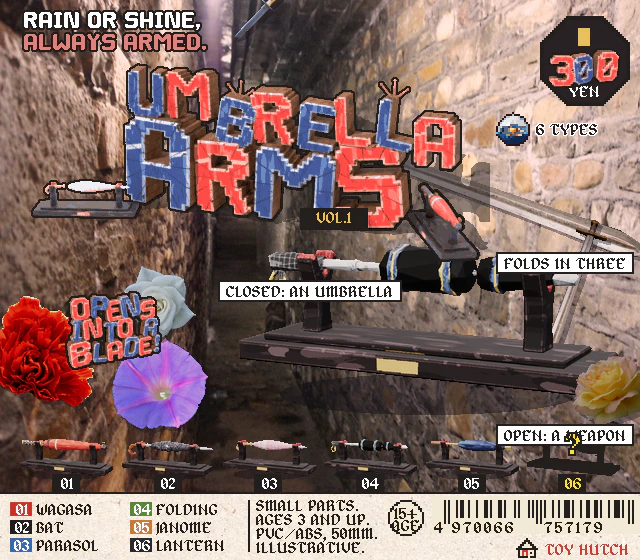 RAIN OR SHINE,
ALWAYS ARMED.
300
YEN
6 TYPES
UMBRELLA
ARMS
VOL.1
FOLDS IN THREE
CLOSED: AN UMBRELLA
OPENS
INTO A
BLADE!
OPEN: A WEAPON
01
02
03
04
05
06
01 WAGASA
02 BAT
03 PARASOL
04 FOLDING
05 JANOME
06 LANTERN
SMALL PARTS.
AGES 3 AND UP.
PVC/ABS, 50MM.
ILLUSTRATIVE.
15+
AGE
4 970066 757179
TOY HUTCH